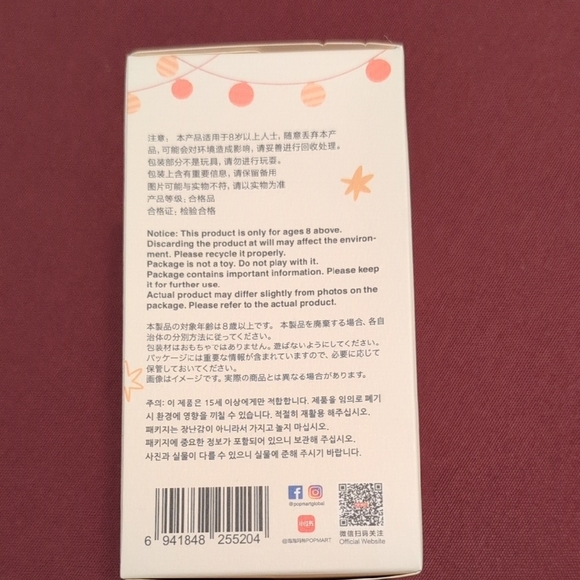 注意： 本产品适用于8岁以上人士, 随意丢弃本产
品, 可能会对环境造成影响, 请妥善进行回收处理。
包装部分不是玩具, 请勿进行玩耍。
包装上含有重要信息, 请保留备用
图片可能与实物不符, 请以实物为准
产品等级: 合格品
合格证: 检验合格
Notice: This product is only for ages 8 above.
Discarding the product at will may affect the environ-
ment. Please recycle it properly.
Package is not a toy. Do not play with it.
Package contains important information. Please keep
it for further use.
Actual product may differ slightly from photos on the
package. Please refer to the actual product.
本製品の対象年齢は8歳以上です。 本製品を廃棄する場合、各自
治体の分別方法に従ってください。
包装材はおもちゃではありません。遊ばないようにしてください。
パッケージには重要な情報が含まれていますので、必要に応じて
保管しておいてください。
画像はイメージです。実際の商品とは異なる場合があります。
주의: 이 제품은 15세 이상에게만 적합합니다. 제품을 임의로 폐기
시 환경에 영향을 끼칠 수 있습니다. 적절히 재활용 해주십시오.
패키지는 장난감이 아니라서 가지고 놀지 마십시오.
패키지에 중요한 정보가 포함되어 있으니 보관해 주십시오.
사진과 실물이 다를 수 있으니 실물에 준해 주시기 바랍니다.
@popmartglobal
小红书
@泡泡玛特POPMART
微信扫码关注
Official Website
6 941848 255204